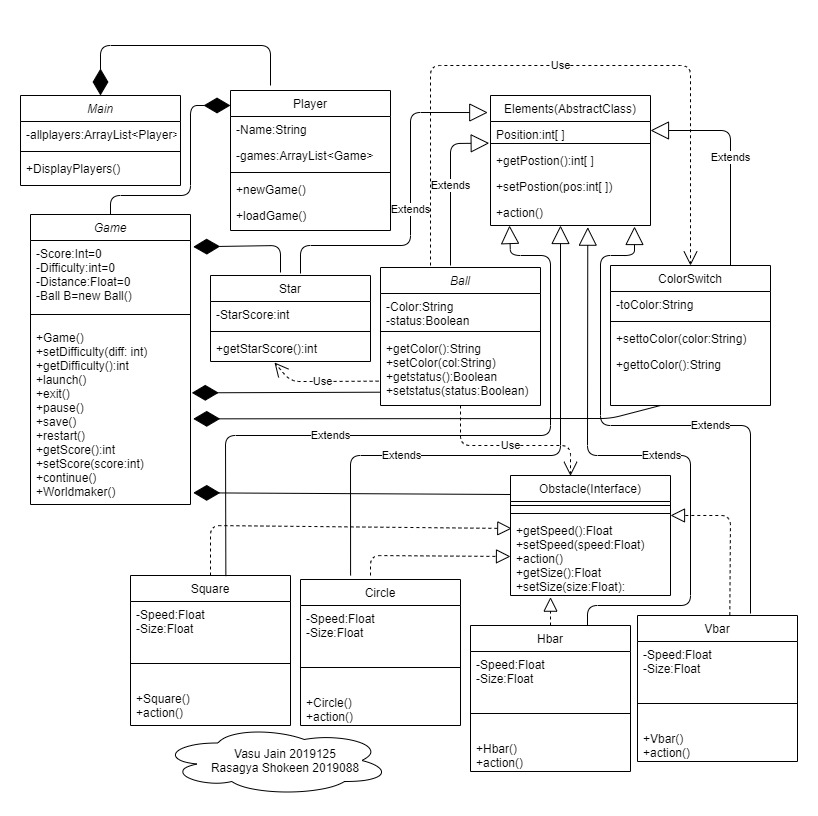 Use
Main
-allplayers:ArrayList<Player>
+DisplayPlayers()
Player
-Name:String
-games:ArrayList<Game>
+newGame()
+loadGame()
Elements(AbstractClass)
Position:int[ ]
+getPostion():int[ ]
+setPostion(pos:int[ ])
+action()
Extends
Extends
Extends
Game
-Score:Int=0
-Difficulty:int=0
-Distance:Float=0
-Ball B=new Ball()
+Game()
+setDifficulty(diff: int)
+getDifficulty():int
+launch()
+exit()
+pause()
+save()
+restart()
+getScore():int
+setScore(score:int)
+continue()
+Worldmaker()
Star
-StarScore:int
+getStarScore():int
Ball
-Color:String
-status:Boolean
+getColor():String
+setColor(col:String)
+getstatus():Boolean
+setstatus(status:Boolean)
ColorSwitch
-toColor:String
+settoColor(color:String)
+gettoColor():String
Use
Extends
Extends
Use
Extends
Extends
Obstacle(Interface)
+getSpeed():Float
+setSpeed(speed:Float)
+action()
+getSize():Float
+setSize(size:Float):
Square
-Speed:Float
-Size:Float
+Square()
+action()
Circle
-Speed:Float
-Size:Float
+Circle()
+action()
Hbar
-Speed:Float
-Size:Float
+Hbar()
+action()
Vbar
-Speed:Float
-Size:Float
+Vbar()
+action()
Vasu Jain 2019125
Rasagya Shokeen 2019088